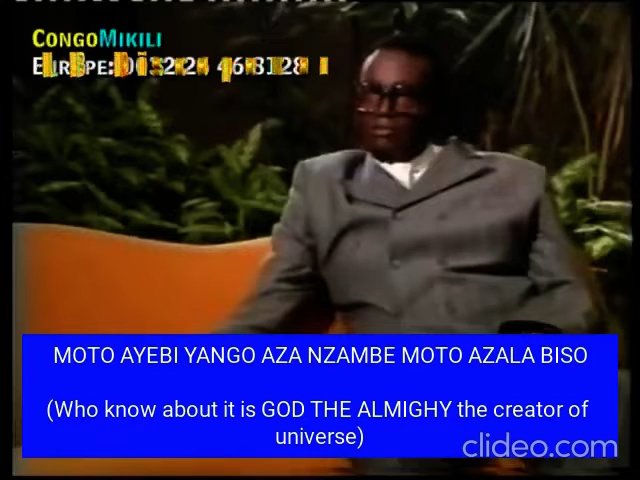 CONGOMIKILI
MOTO AYEBI YANGO AZA NZAMBE MOTO AZALA BISO
(Who know about it is GOD THE ALMIGHY the creator of
universe)
clideo.com